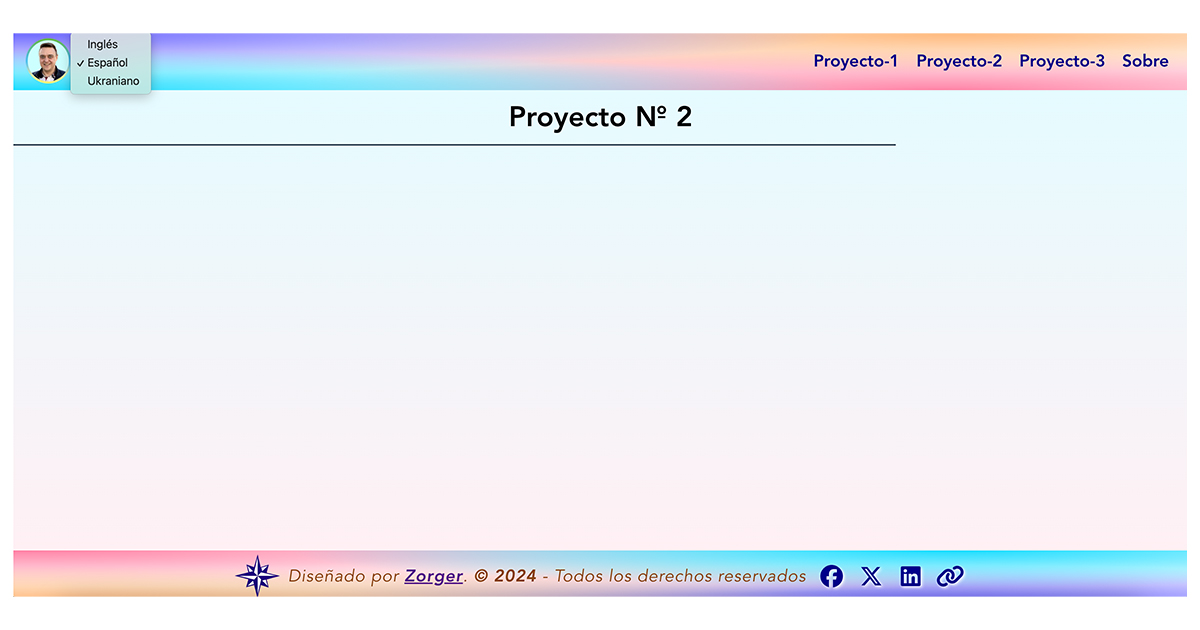 Inglés
✓ Español
Ukraniano
Proyecto-1 Proyecto-2 Proyecto-3 Sobre
Proyecto Nº 2
Diseñado por Zorger. © 2024 - Todos los derechos reservados